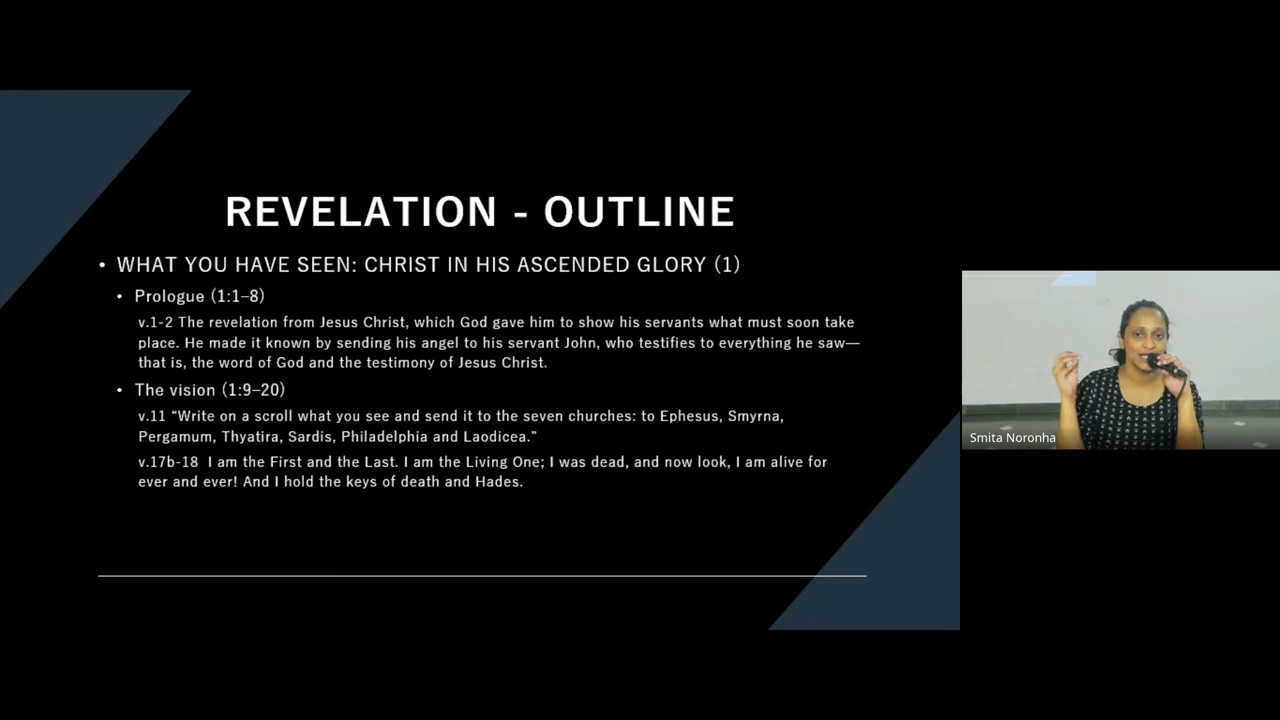 REVELATION - OUTLINE
• WHAT YOU HAVE SEEN: CHRIST IN HIS ASCENDED GLORY (1)
• Prologue (1:1–8)
v.1-2 The revelation from Jesus Christ, which God gave him to show his servants what must soon take
place. He made it known by sending his angel to his servant John, who testifies to everything he saw—
that is, the word of God and the testimony of Jesus Christ.
• The vision (1:9–20)
v.11 “Write on a scroll what you see and send it to the seven churches: to Ephesus, Smyrna,
Pergamum, Thyatira, Sardis, Philadelphia and Laodicea.”
v.17b-18 I am the First and the Last. I am the Living One; I was dead, and now look, I am alive for
ever and ever! And I hold the keys of death and Hades.
Smita Noronha